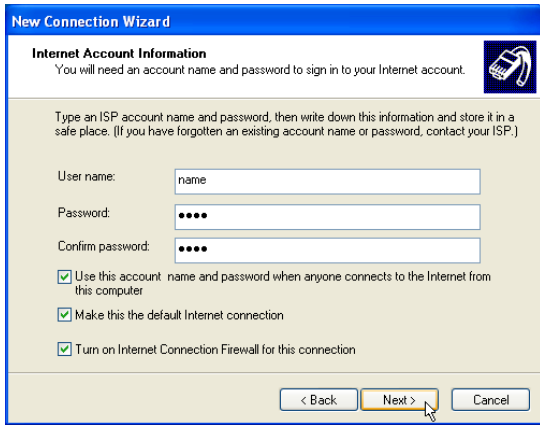 New Connection Wizard
Internet Account Information
You will need an account name and password to sign in to your Internet account.
Type an ISP account name and password, then write down this information and store it in a
safe place. (If you have forgotten an existing account name or password, contact your ISP.)
User name:
name
Password:
••••
Confirm password:
••••
Use this account name and password when anyone connects to the Internet from
this computer
Make this the default Internet connection
Turn on Internet Connection Firewall for this connection
< Back
Next >
Cancel